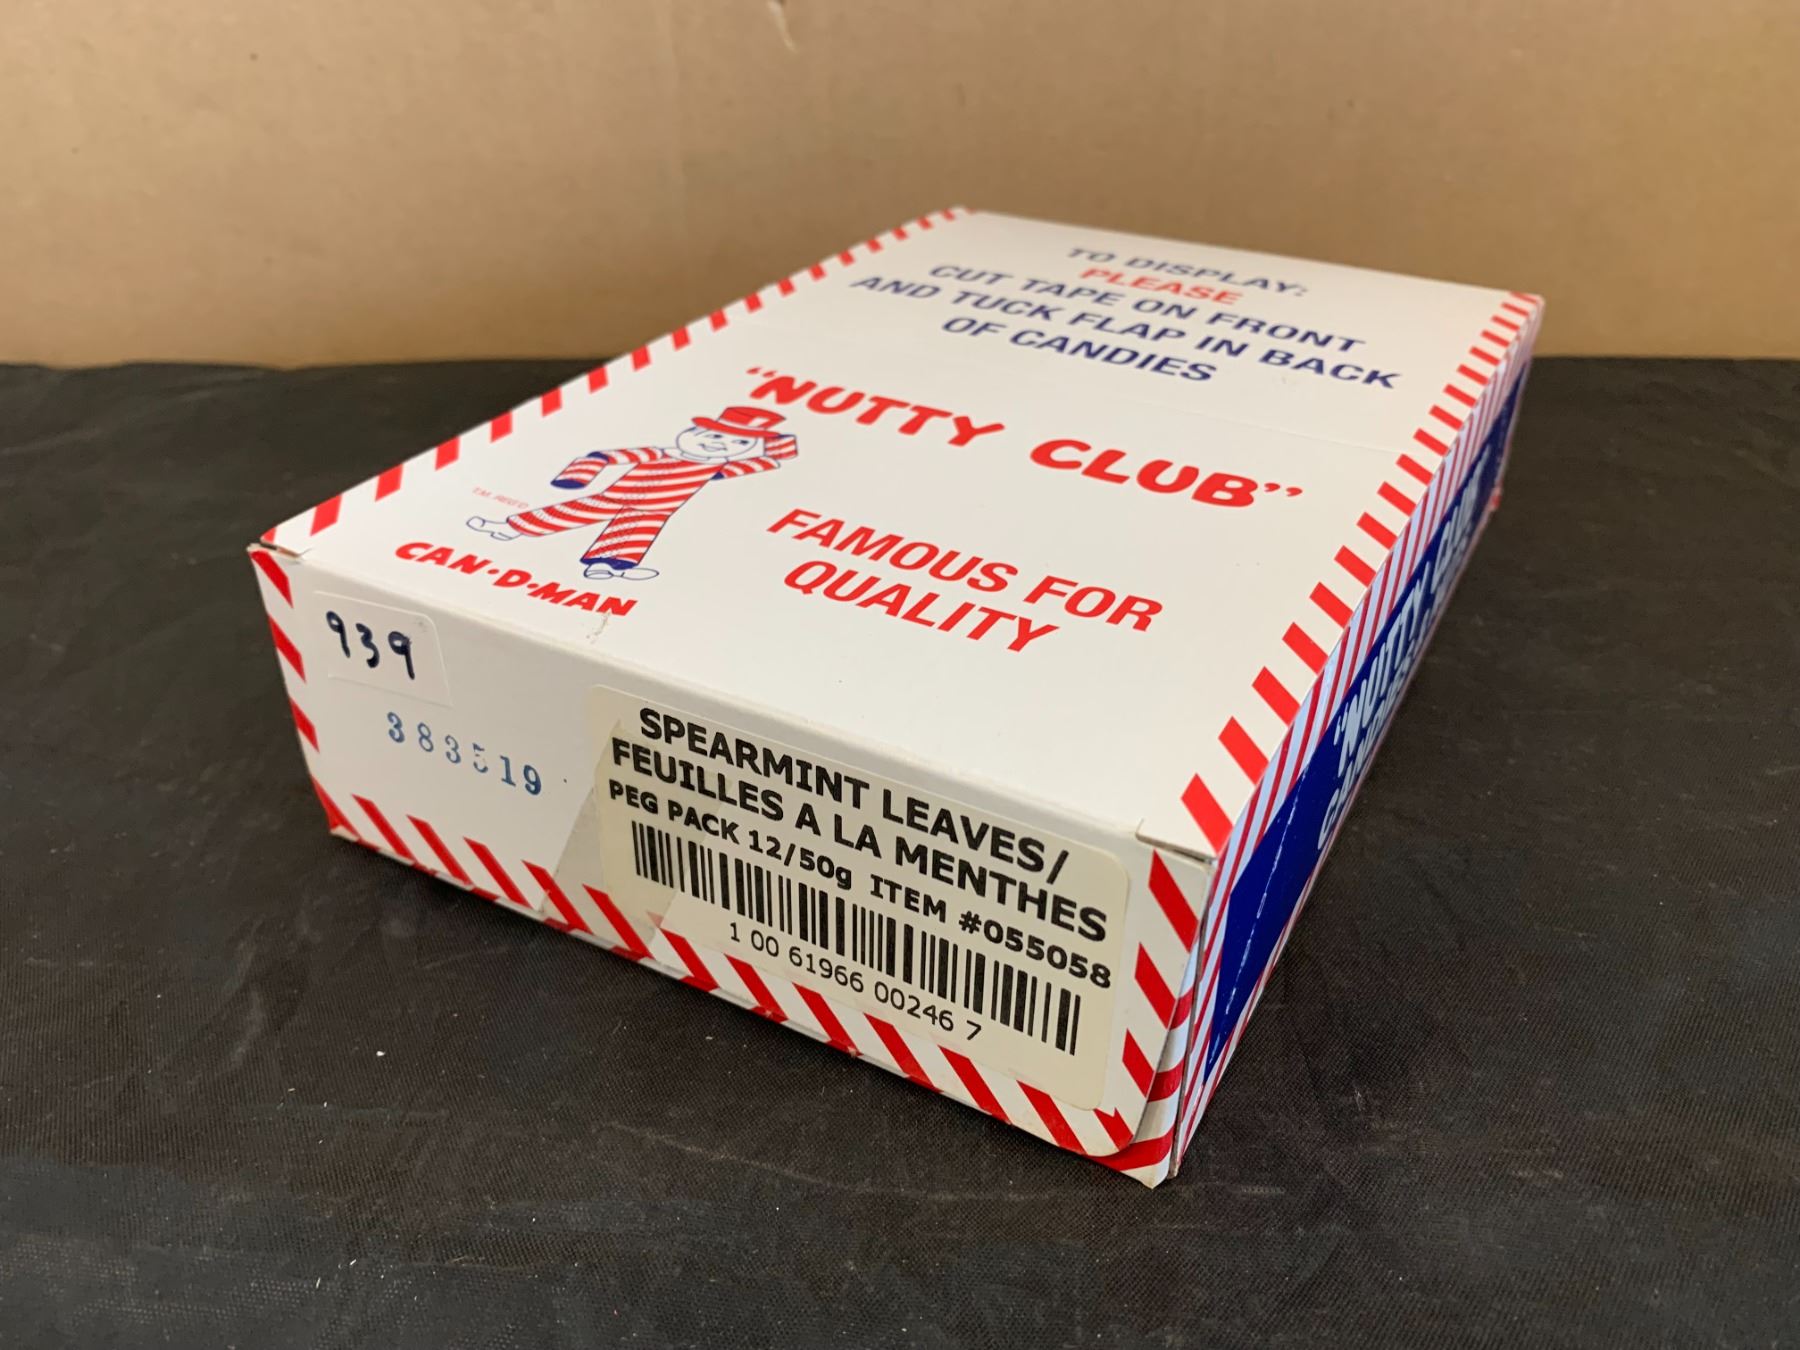 TO DISPLAY:
PLEASE
CUT TAPE ON FRONT
AND TUCK FLAP IN BACK
OF CANDIES
"NUTTY CLUB"
FAMOUS FOR
QUALITY
CAN·D·MAN
939
383519
SPEARMINT LEAVES/
FEUILLES A LA MENTHES
PEG PACK 12/50g ITEM #055058
1 00 61966 00246 7
"NUTTY